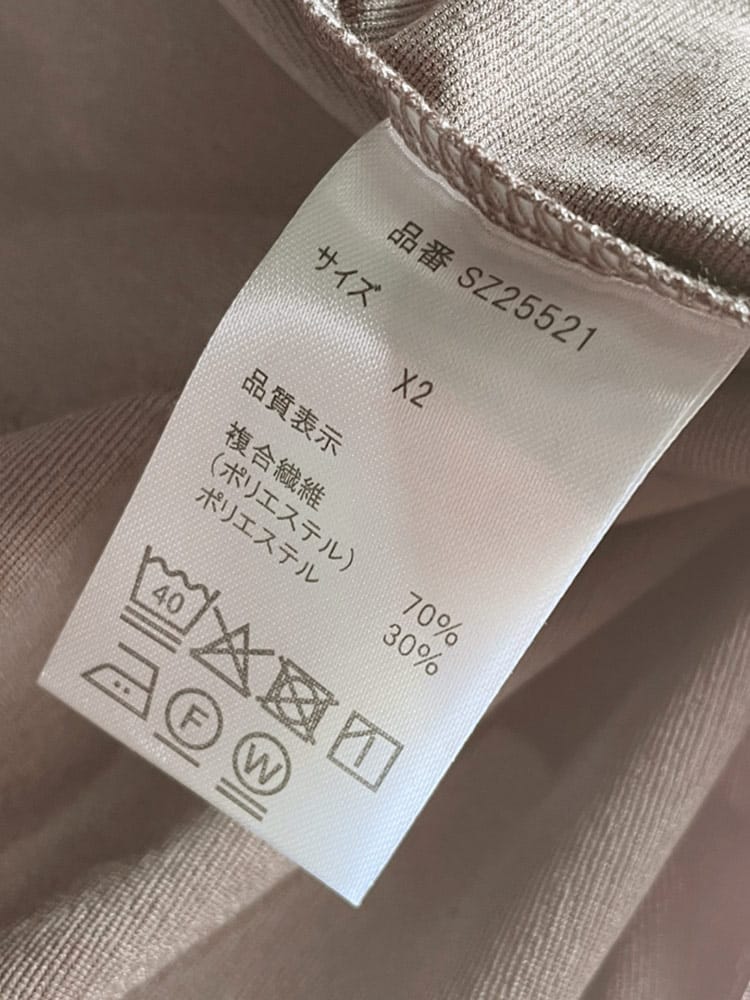 品番 SZ25521
サイズ
X2
品質表示
複合繊維
(ポリエステル) 70%
ポリエステル 30%
40
F
W